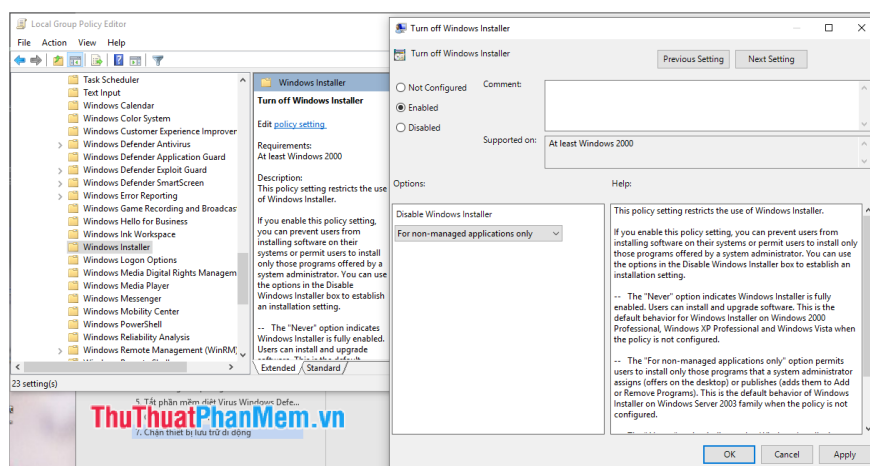 Local Group Policy Editor
File Action View Help
Task Scheduler
Text Input
Windows Calendar
Windows Color System
Windows Customer Experience Improver
Windows Defender Antivirus
Windows Defender Application Guard
Windows Defender Exploit Guard
Windows Defender SmartScreen
Windows Error Reporting
Windows Game Recording and Broadcas
Windows Hello for Business
Windows Ink Workspace
Windows Installer
Windows Logon Options
Windows Media Digital Rights Managem
Windows Media Player
Windows Messenger
Windows Mobility Center
Windows PowerShell
Windows Reliability Analysis
Windows Remote Management (WinRM)
23 setting(s)
Windows Installer
Turn off Windows Installer
Edit policy setting
Requirements:
At least Windows 2000
Description:
This policy setting restricts the use
of Windows Installer.
If you enable this policy setting,
you can prevent users from
installing software on their
systems or permit users to install
only those programs offered by a
system administrator. You can use
the options in the Disable
Windows Installer box to establish
an installation setting.
-- The "Never" option indicates
Windows Installer is fully enabled.
Users can install and upgrade
Extended Standard
Turn off Windows Installer
Turn off Windows Installer
Previous Setting Next Setting
Not Configured
Enabled
Disabled
Comment:
Supported on:
At least Windows 2000
Options:
Help:
Disable Windows Installer
For non-managed applications only
This policy setting restricts the use of Windows Installer.
If you enable this policy setting, you can prevent users from
installing software on their systems or permit users to install only
those programs offered by a system administrator. You can use
the options in the Disable Windows Installer box to establish an
installation setting.
-- The "Never" option indicates Windows Installer is fully
enabled. Users can install and upgrade software. This is the
default behavior for Windows Installer on Windows 2000
Professional, Windows XP Professional and Windows Vista when
the policy is not configured.
-- The "For non-managed applications only" option permits
users to install only those programs that a system administrator
assigns (offers on the desktop) or publishes (adds them to Add
or Remove Programs). This is the default behavior of Windows
Installer on Windows Server 2003 family when the policy is not
configured.
OK Cancel Apply
5. Tắt phần mềm diệt Virus Windows Defe...
ThuThuatPhanMem.vn
7. Chặn thiết bị lưu trữ di động